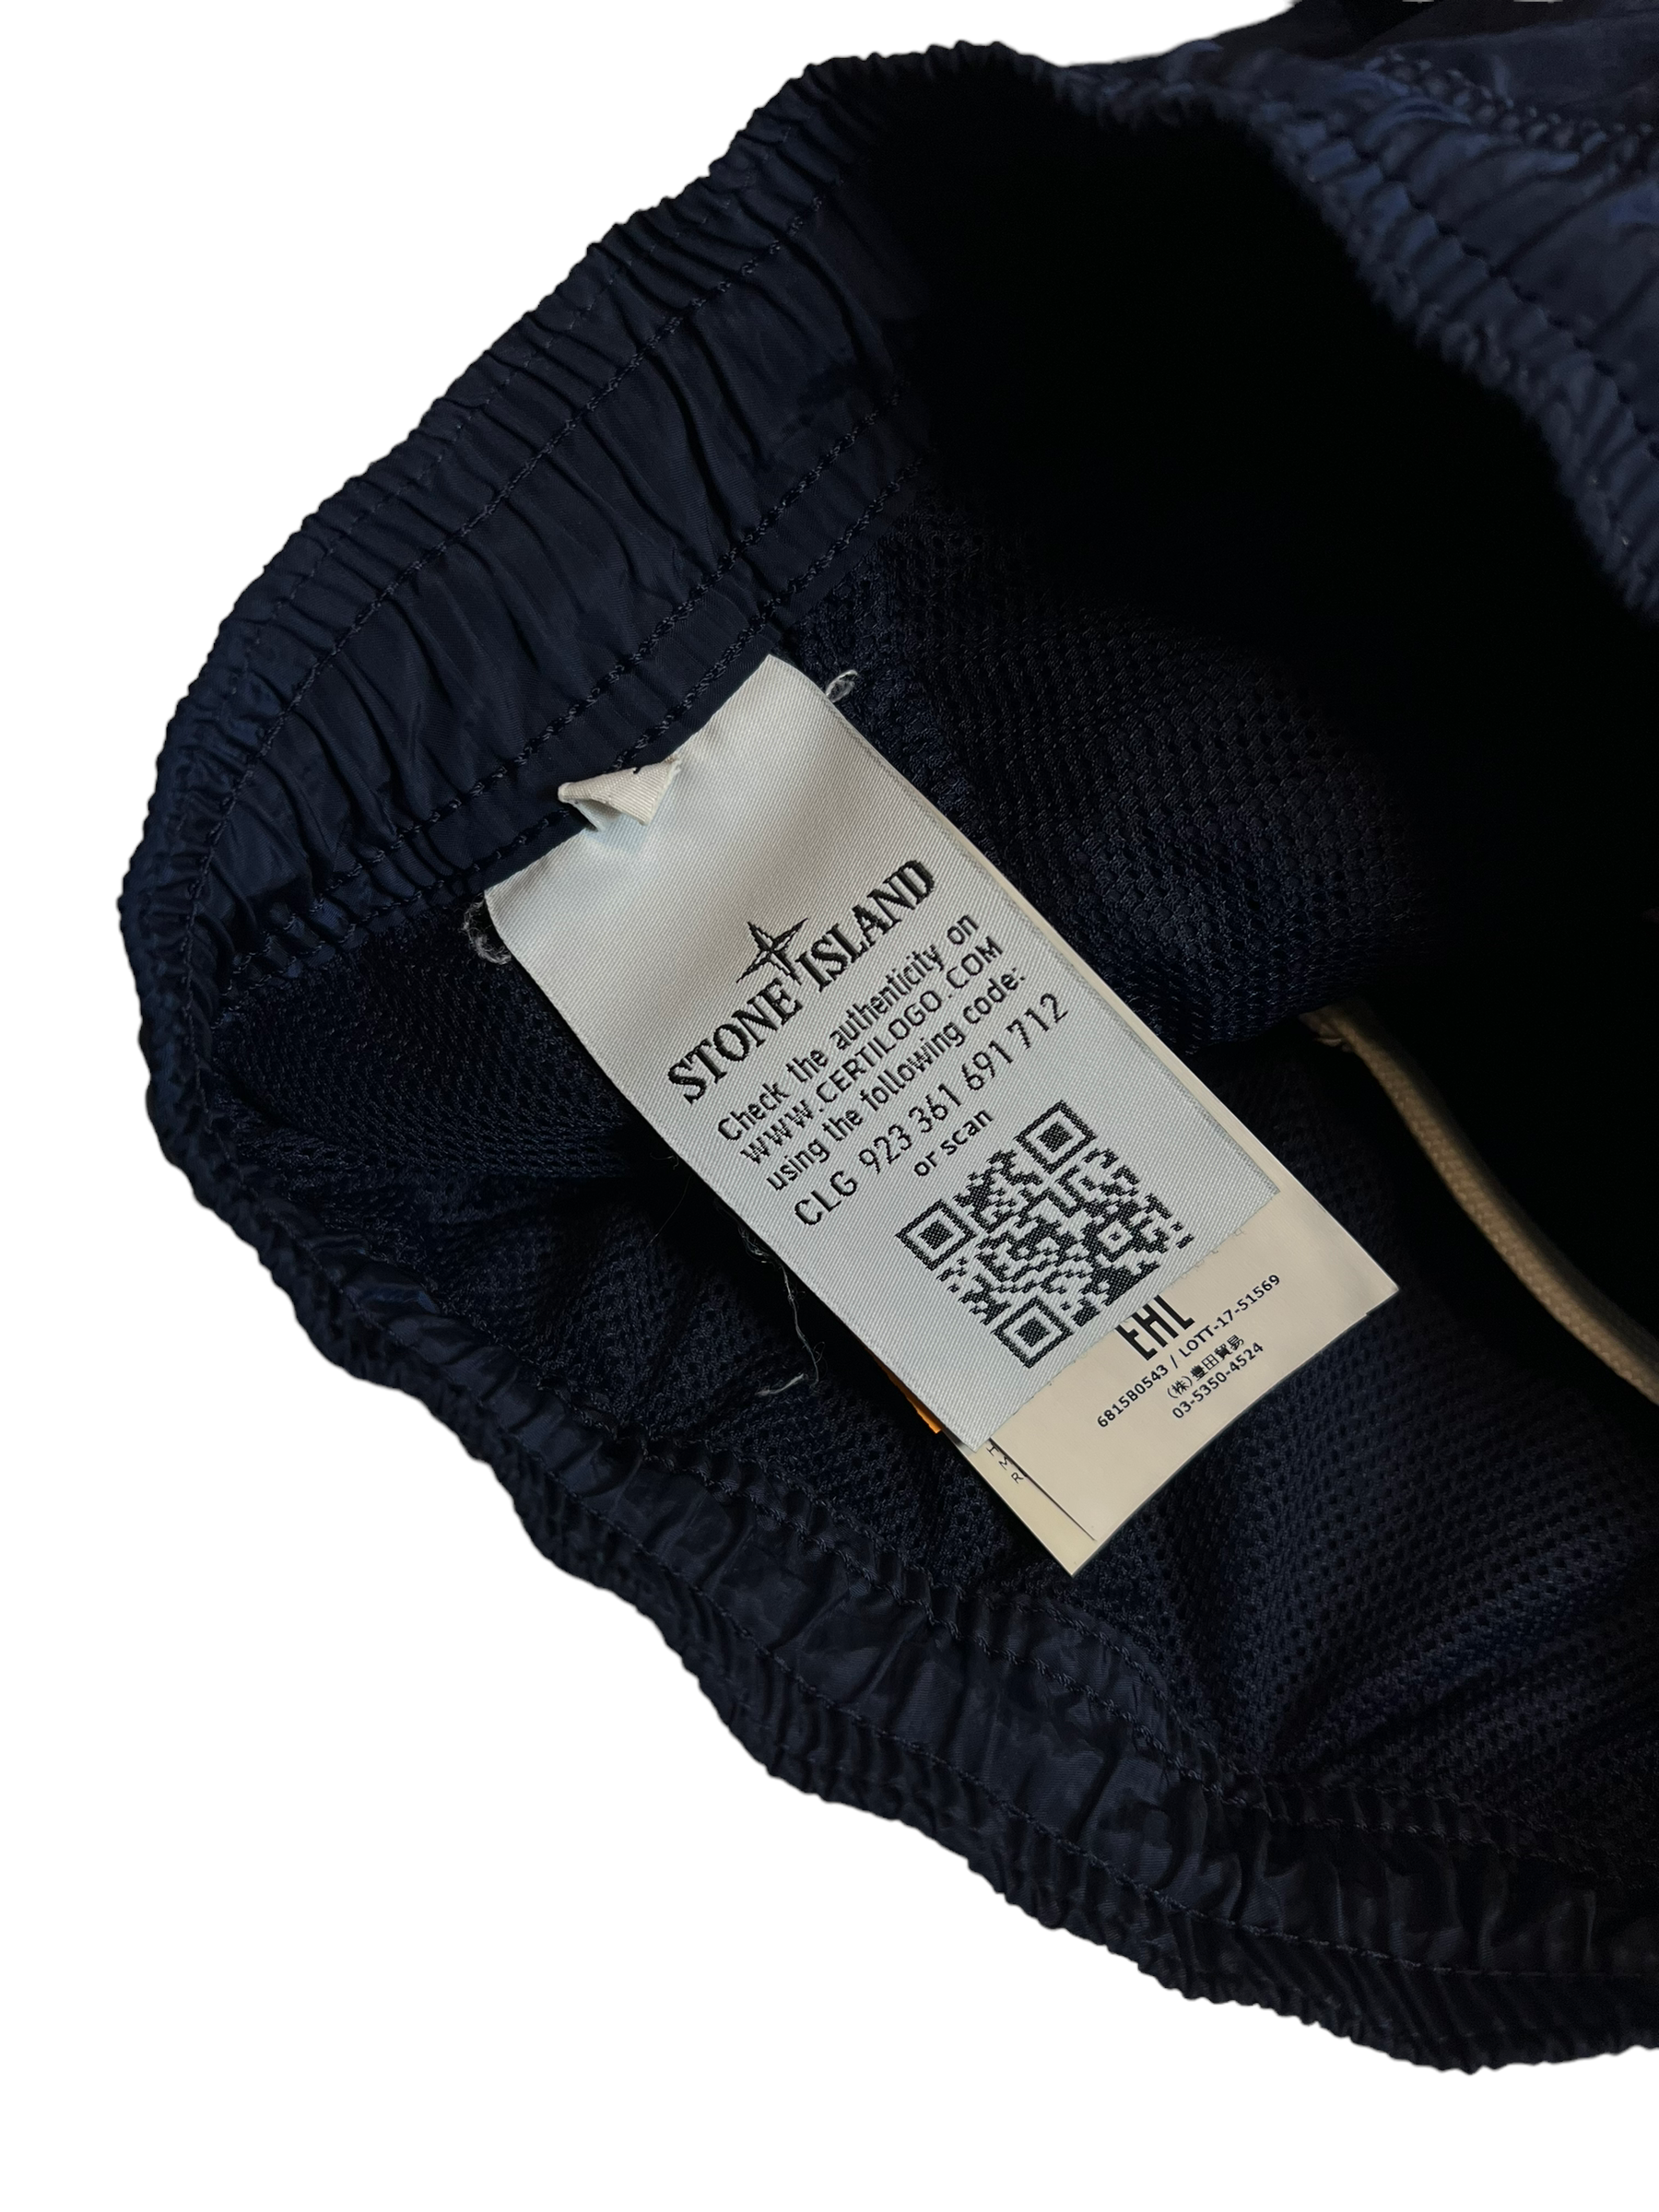 STONE ISLAND
Check the authenticity on
WWW.CERTILOGO.COM
using the following code:
CLG 923 361 691 712
or scan
EAC
6815B0543 / LOTT-17-51569
(株)豊田貿易
03-5350-4524
H
M
R